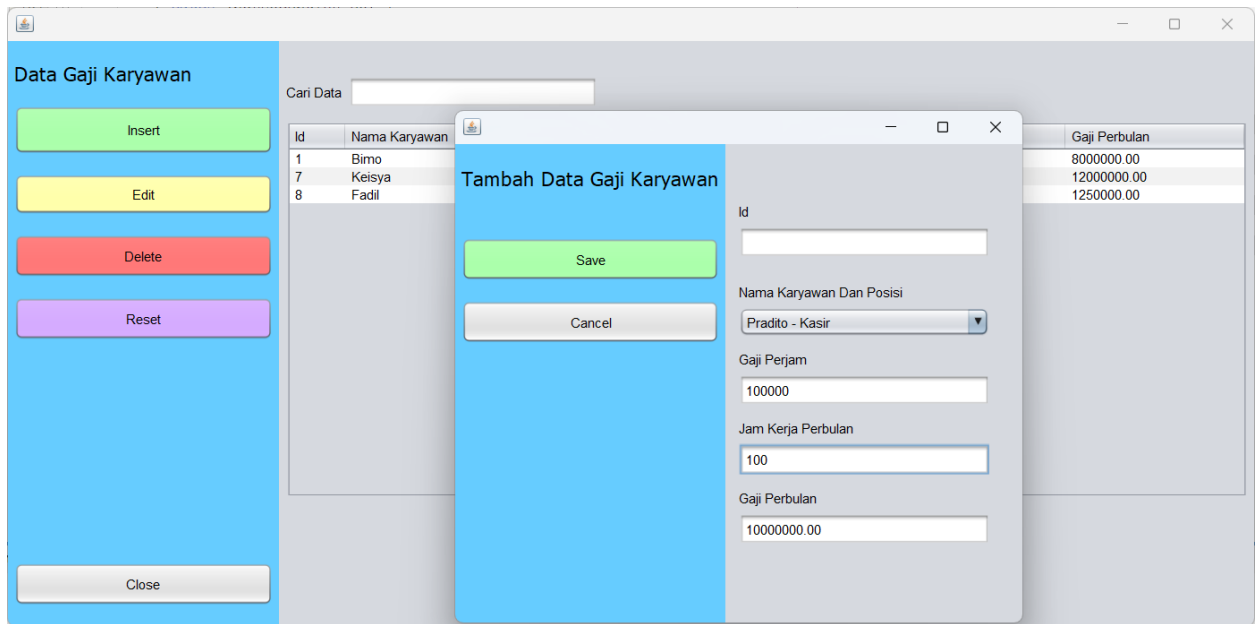 Data Gaji Karyawan
Insert
Edit
Delete
Reset
Close
Cari Data
Id Nama Karyawan Gaji Perbulan
1 Bimo 8000000.00
7 Keisya 12000000.00
8 Fadil 1250000.00
Tambah Data Gaji Karyawan
Save
Cancel
Id
Nama Karyawan Dan Posisi
Pradito - Kasir
Gaji Perjam
100000
Jam Kerja Perbulan
100
Gaji Perbulan
10000000.00